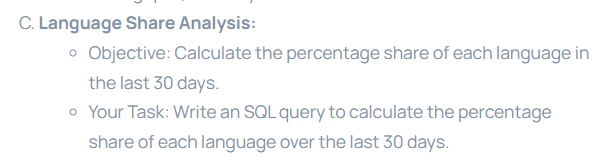 C. Language Share Analysis:
Objective: Calculate the percentage share of each language in
the last 30 days.
Your Task: Write an SQL query to calculate the percentage
share of each language over the last 30 days.